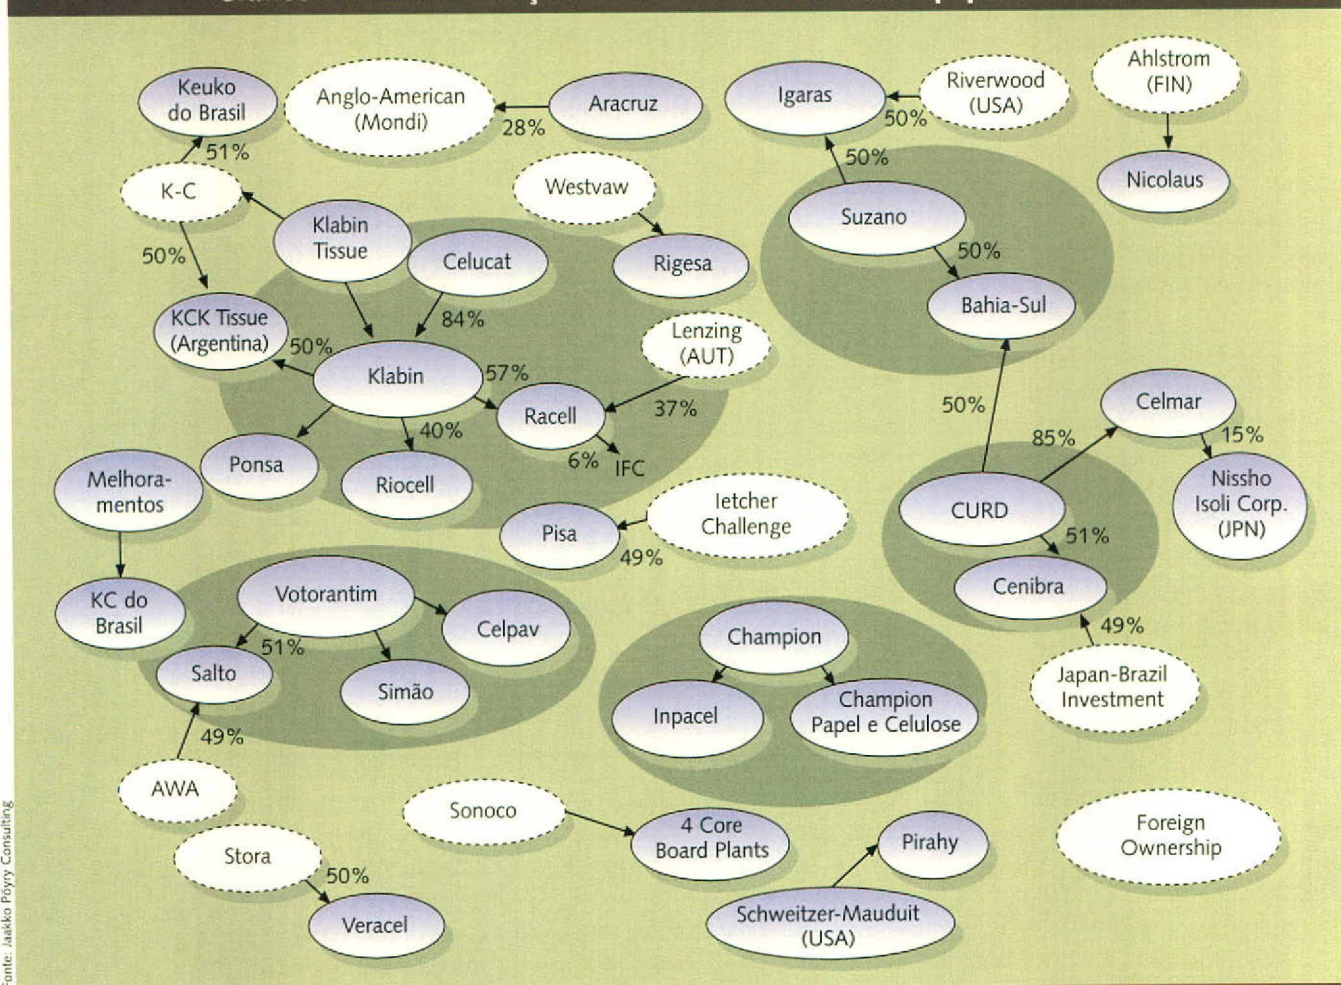 Keuko
do Brasil
Anglo-American
(Mondi)
28%
Aracruz
Igaras
50%
Riverwood
(USA)
Ahlstrom
(FIN)
51%
K-C
50%
Klabin
Tissue
Celucat
84%
Westvaw
Rigesa
50%
Suzano
50%
Bahia-Sul
Nicolaus
KCK Tissue
(Argentina)
50%
Klabin
57%
Racell
Lenzing
(AUT)
37%
40%
6%
IFC
Ponsa
Riocell
50%
85%
Celmar
15%
Nissho
Isoli Corp.
(JPN)
Melhora-
mentos
KC do
Brasil
Pisa
49%
Ietcher
Challenge
CURD
51%
Cenibra
49%
Japan-Brazil
Investment
Votorantim
51%
Salto
Simão
Celpav
49%
AWA
Champion
Inpacel
Champion
Papel e Celulose
Stora
50%
Veracel
Sonoco
4 Core
Board Plants
Pirahy
Schweitzer-Mauduit
(USA)
Foreign
Ownership
Fonte: Jaakko Pöyry Consulting